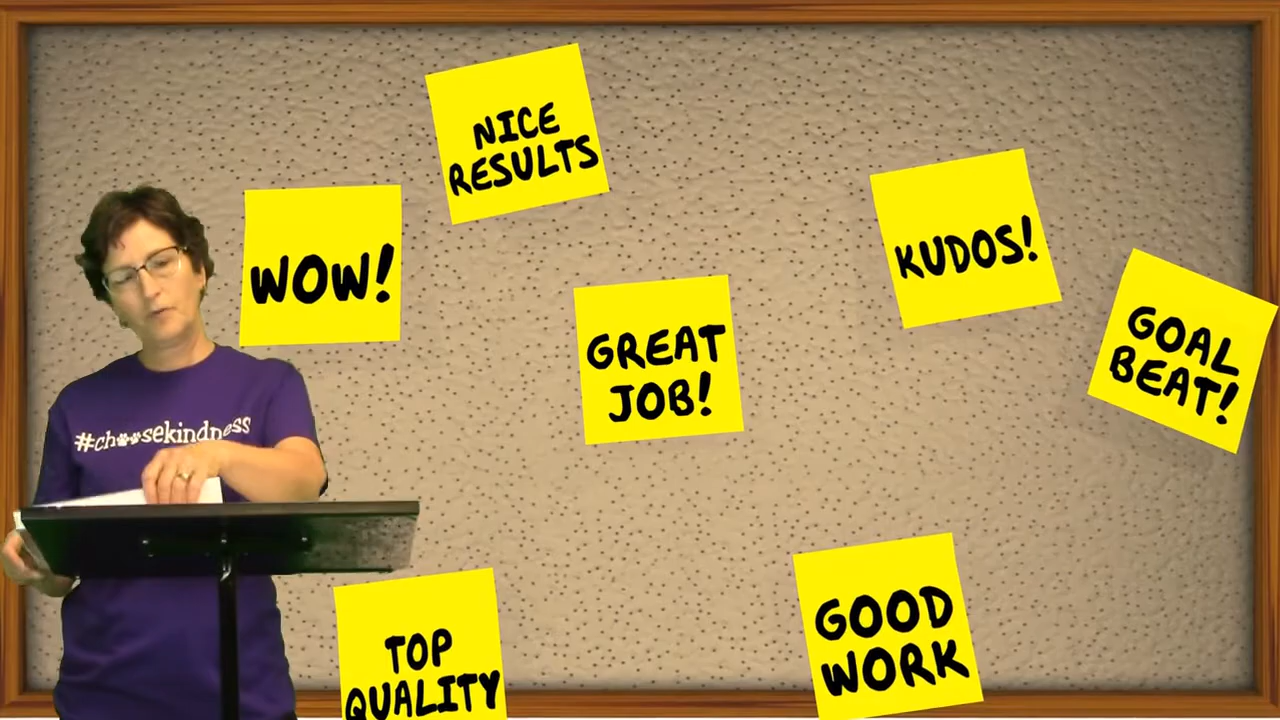 NICE
RESULTS
WOW!
KUDOS!
GREAT
JOB!
GOAL
BEAT!
#choosekindness
TOP
QUALITY
GOOD
WORK